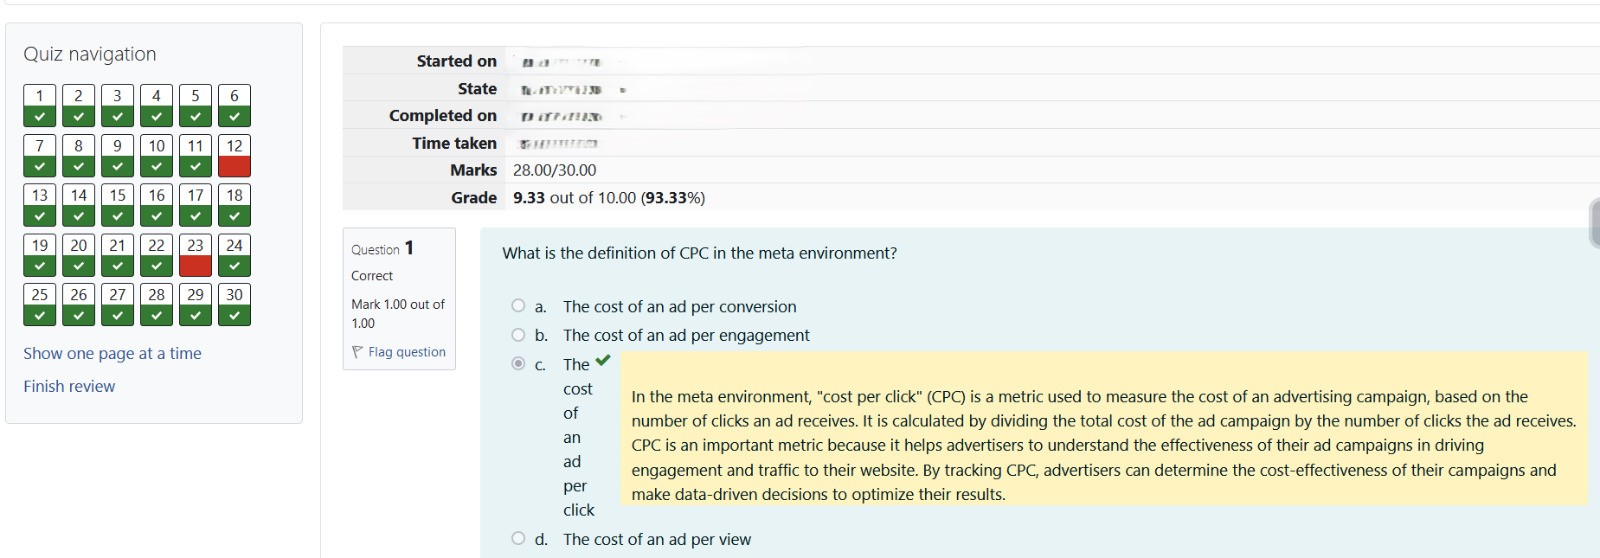 Quiz navigation
1 2 3 4 5 6
7 8 9 10 11 12
13 14 15 16 17 18
19 20 21 22 23 24
25 26 27 28 29 30
Show one page at a time
Finish review
Started on
State
Completed on
Time taken
Marks 28.00/30.00
Grade 9.33 out of 10.00 (93.33%)
Question 1
Correct
Mark 1.00 out of
1.00
Flag question
What is the definition of CPC in the meta environment?
a. The cost of an ad per conversion
b. The cost of an ad per engagement
c. The
cost
of
an
ad
per
click
In the meta environment, "cost per click" (CPC) is a metric used to measure the cost of an advertising campaign, based on the
number of clicks an ad receives. It is calculated by dividing the total cost of the ad campaign by the number of clicks the ad receives.
CPC is an important metric because it helps advertisers to understand the effectiveness of their ad campaigns in driving
engagement and traffic to their website. By tracking CPC, advertisers can determine the cost-effectiveness of their campaigns and
make data-driven decisions to optimize their results.
d. The cost of an ad per view